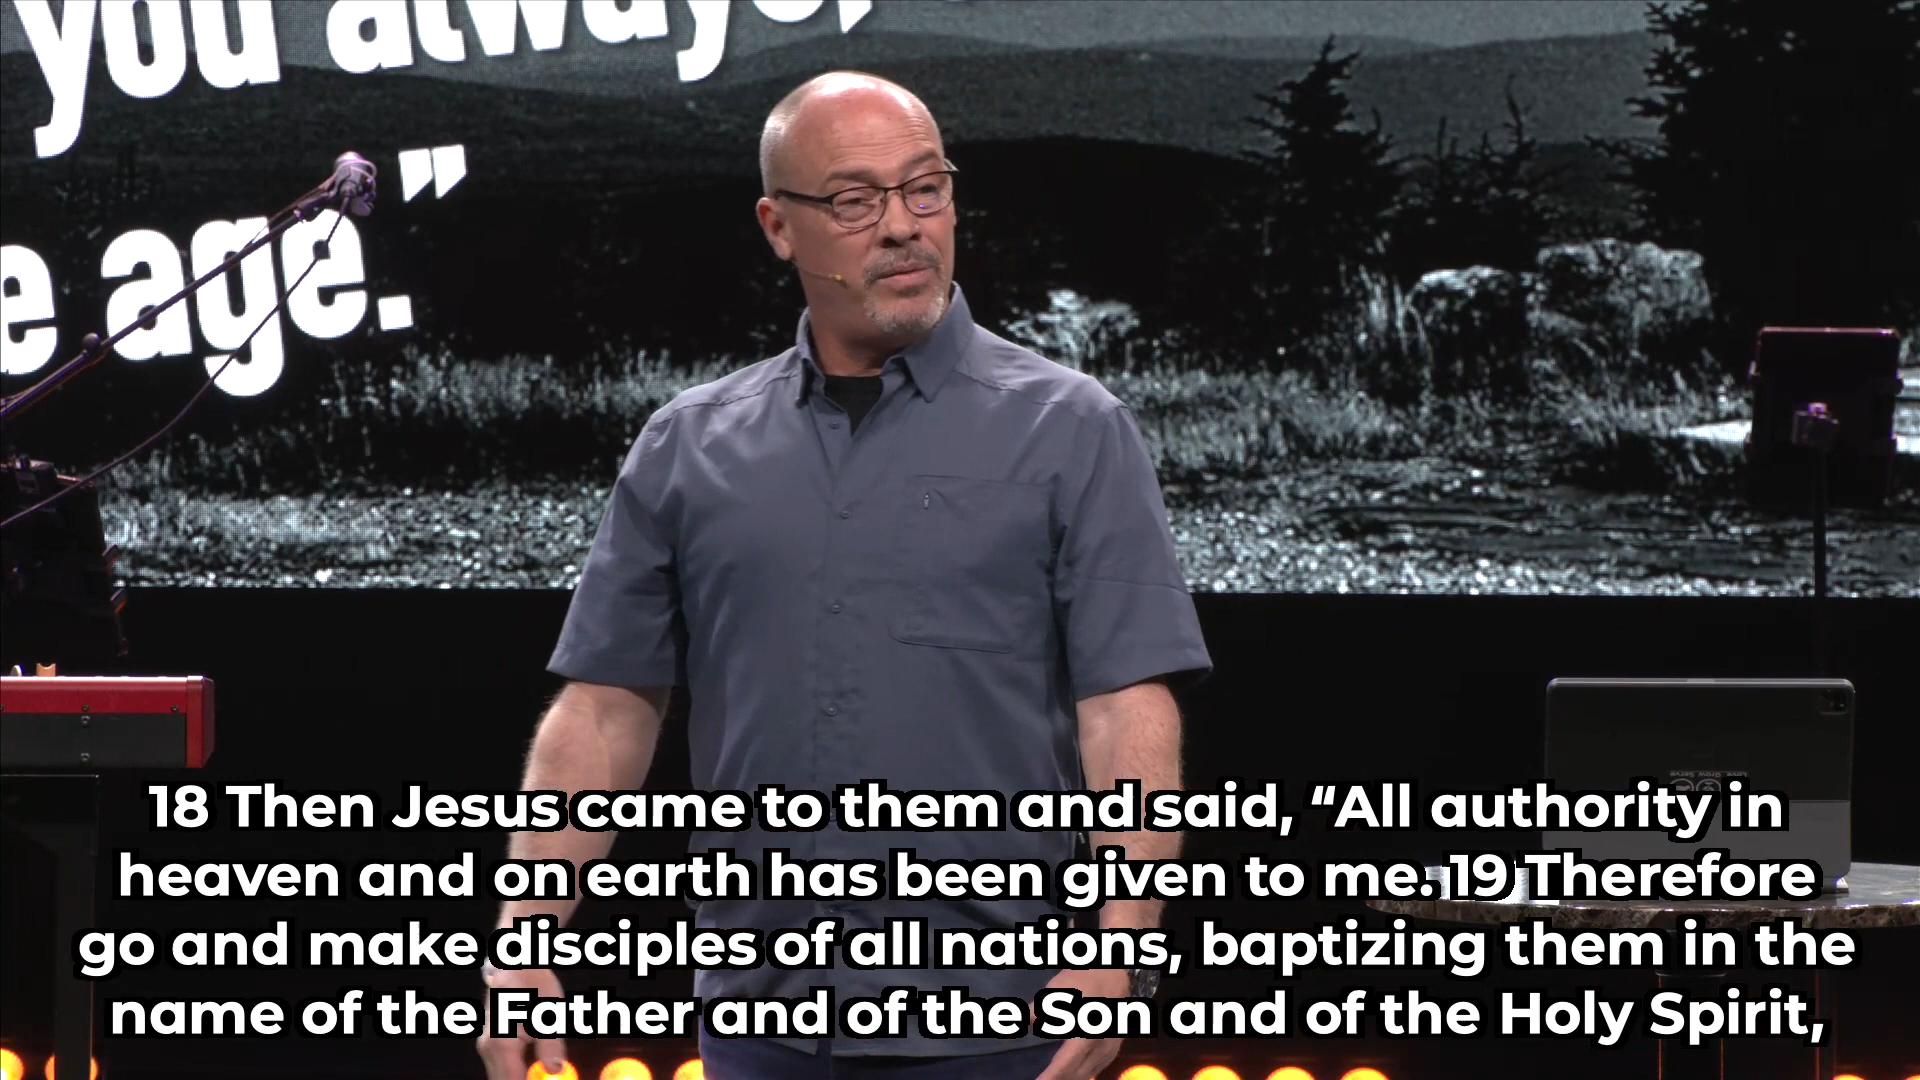 you always,
e age.”
18 Then Jesus came to them and said, “All authority in
heaven and on earth has been given to me. 19 Therefore
go and make disciples of all nations, baptizing them in the
name of the Father and of the Son and of the Holy Spirit,